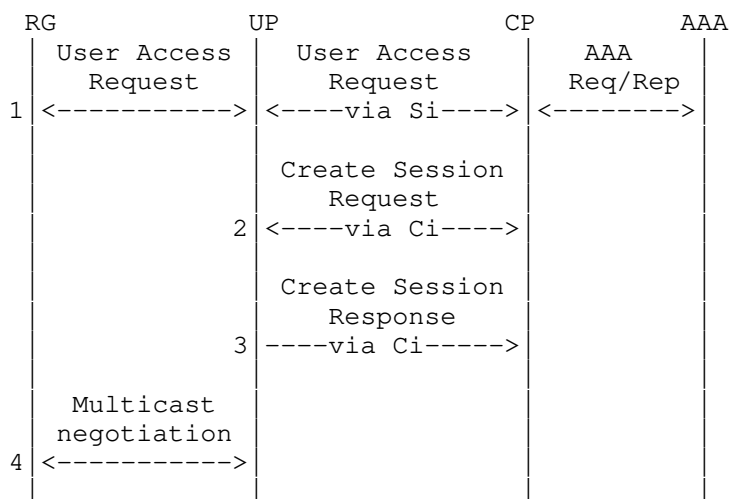 RG UP CP AAA
User Access User Access AAA
Request Request Req/Rep
1 <-----------> <----via Si----> <-------->
Create Session
Request
2 <----via Ci---->
Create Session
Response
3 ----via Ci----->
Multicast
negotiation
4 <----------->